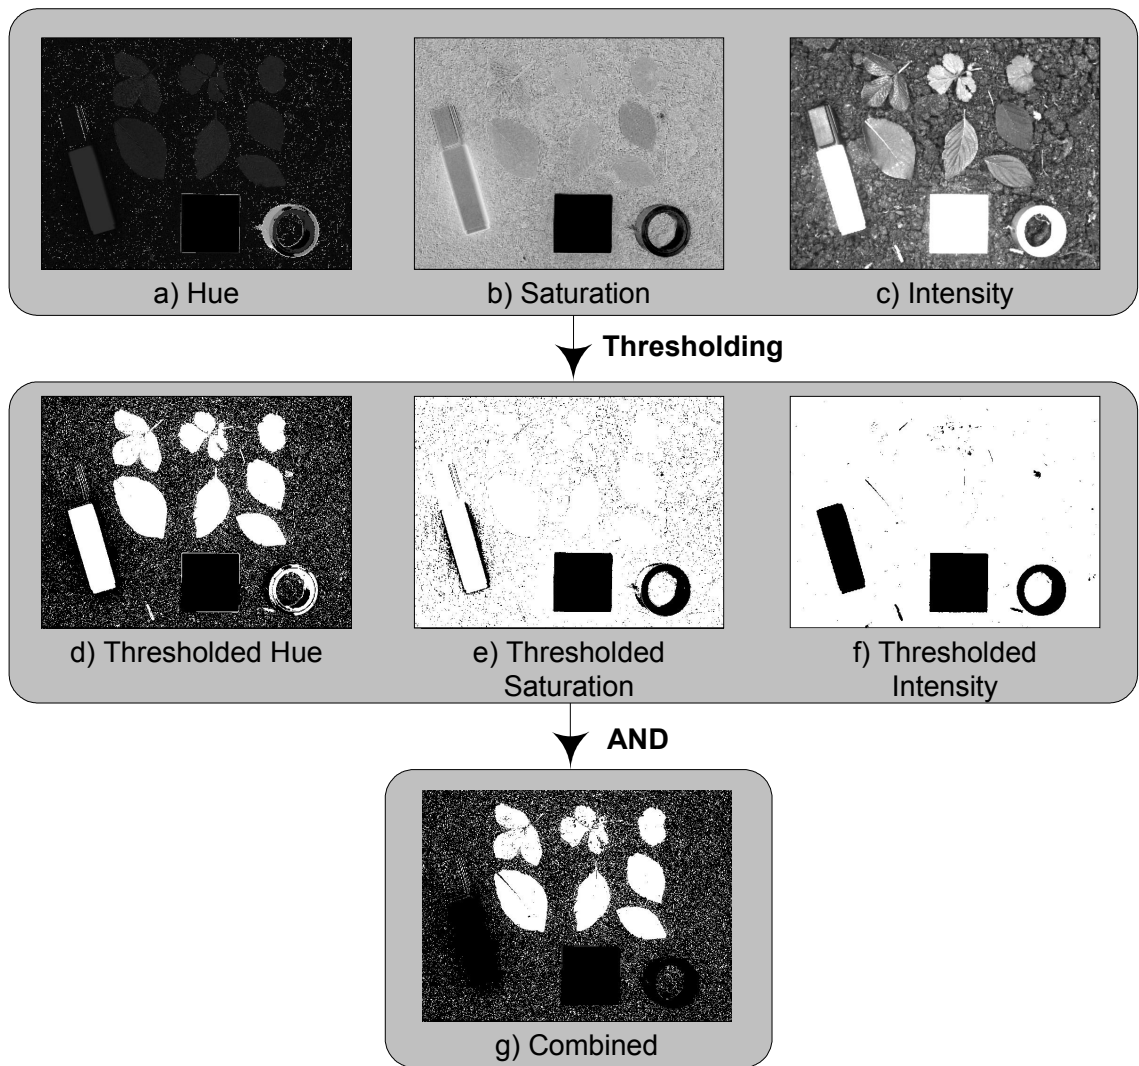 a) Hue
b) Saturation
c) Intensity
Thresholding
d) Thresholded Hue
e) Thresholded
Saturation
f) Thresholded
Intensity
AND
g) Combined